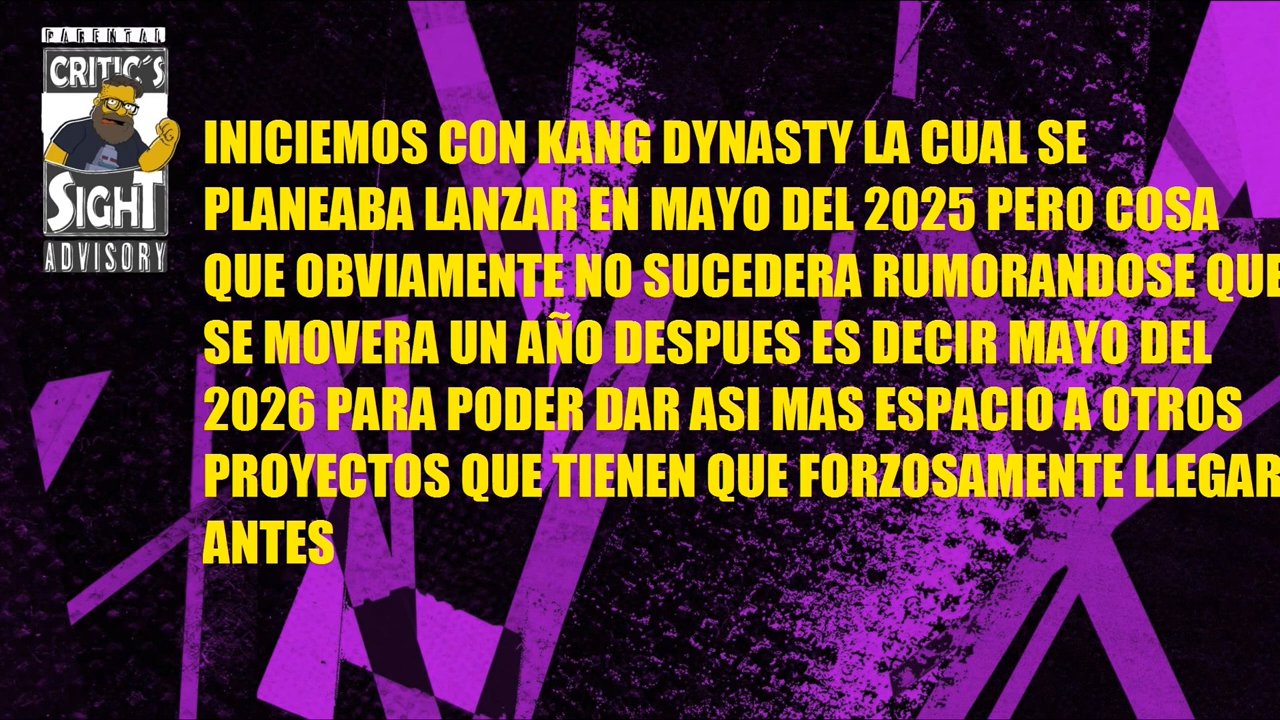 PARENTAL
CRITIC´S
SIGHT
ADVISORY
INICIEMOS CON KANG DYNASTY LA CUAL SE
PLANEABA LANZAR EN MAYO DEL 2025 PERO COSA
QUE OBVIAMENTE NO SUCEDERA RUMORANDOSE QUE
SE MOVERA UN AÑO DESPUES ES DECIR MAYO DEL
2026 PARA PODER DAR ASI MAS ESPACIO A OTROS
PROYECTOS QUE TIENEN QUE FORZOSAMENTE LLEGAR
ANTES